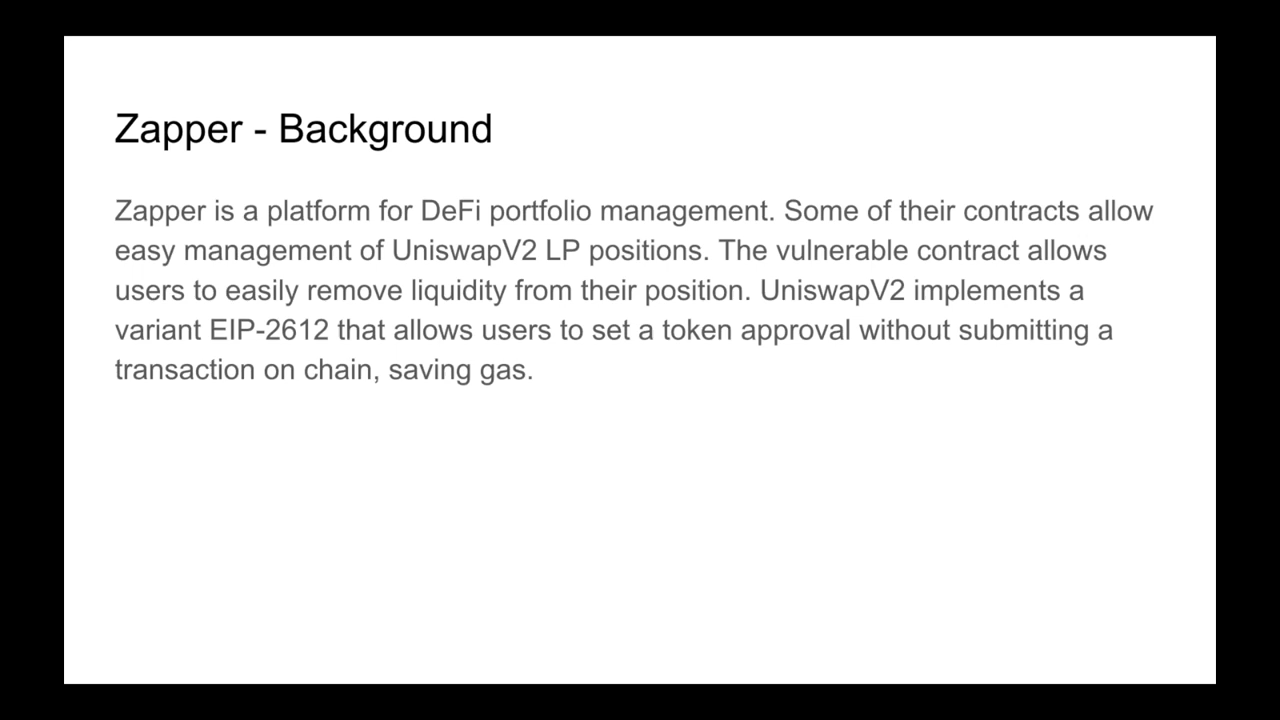 Zapper - Background
Zapper is a platform for DeFi portfolio management. Some of their contracts allow
easy management of UniswapV2 LP positions. The vulnerable contract allows
users to easily remove liquidity from their position. UniswapV2 implements a
variant EIP-2612 that allows users to set a token approval without submitting a
transaction on chain, saving gas.